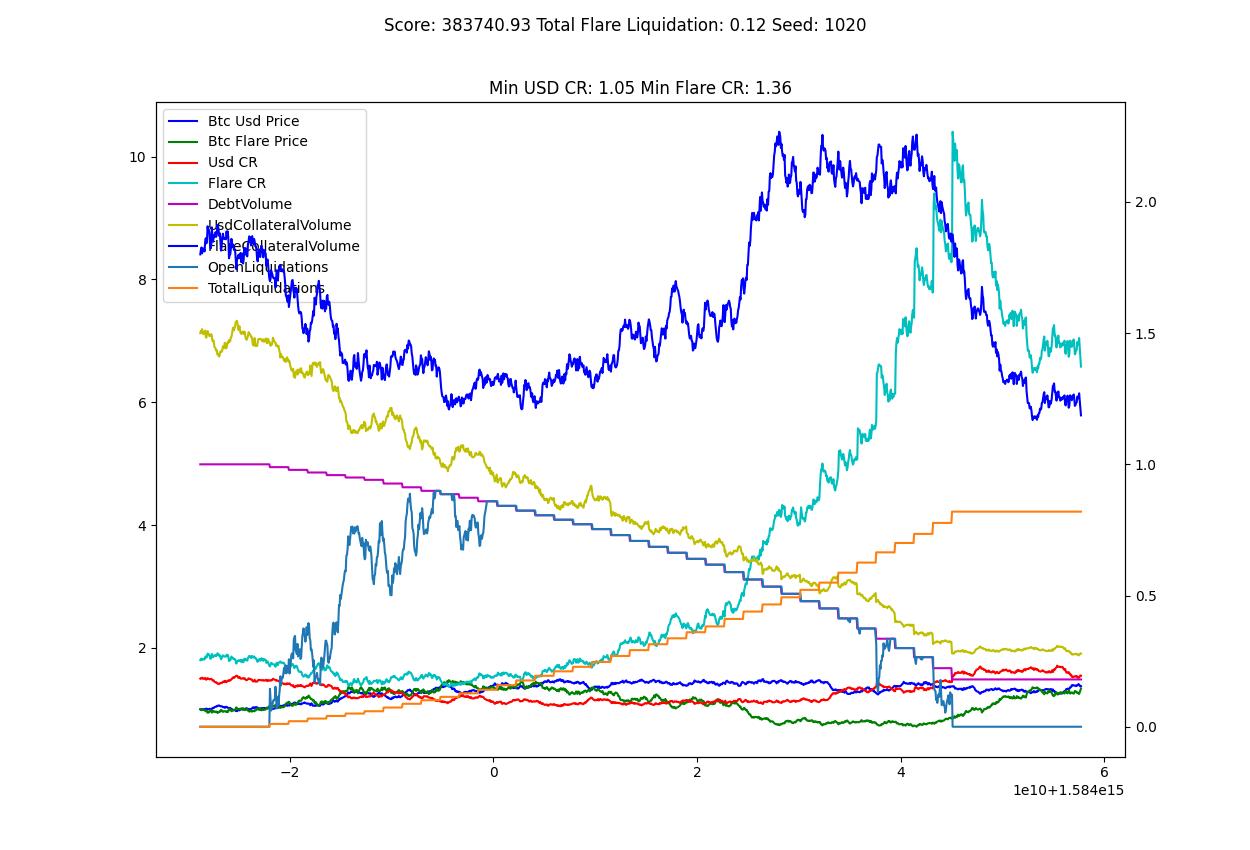 Score: 383740.93 Total Flare Liquidation: 0.12 Seed: 1020
Min USD CR: 1.05 Min Flare CR: 1.36
Btc Usd Price
Btc Flare Price
Usd CR
Flare CR
DebtVolume
UsdCollateralVolume
FlareCollateralVolume
OpenLiquidations
TotalLiquidations
10
8
6
4
2
2.0
1.5
1.0
0.5
0.0
−2 0 2 4 6
1e10+1.584e15